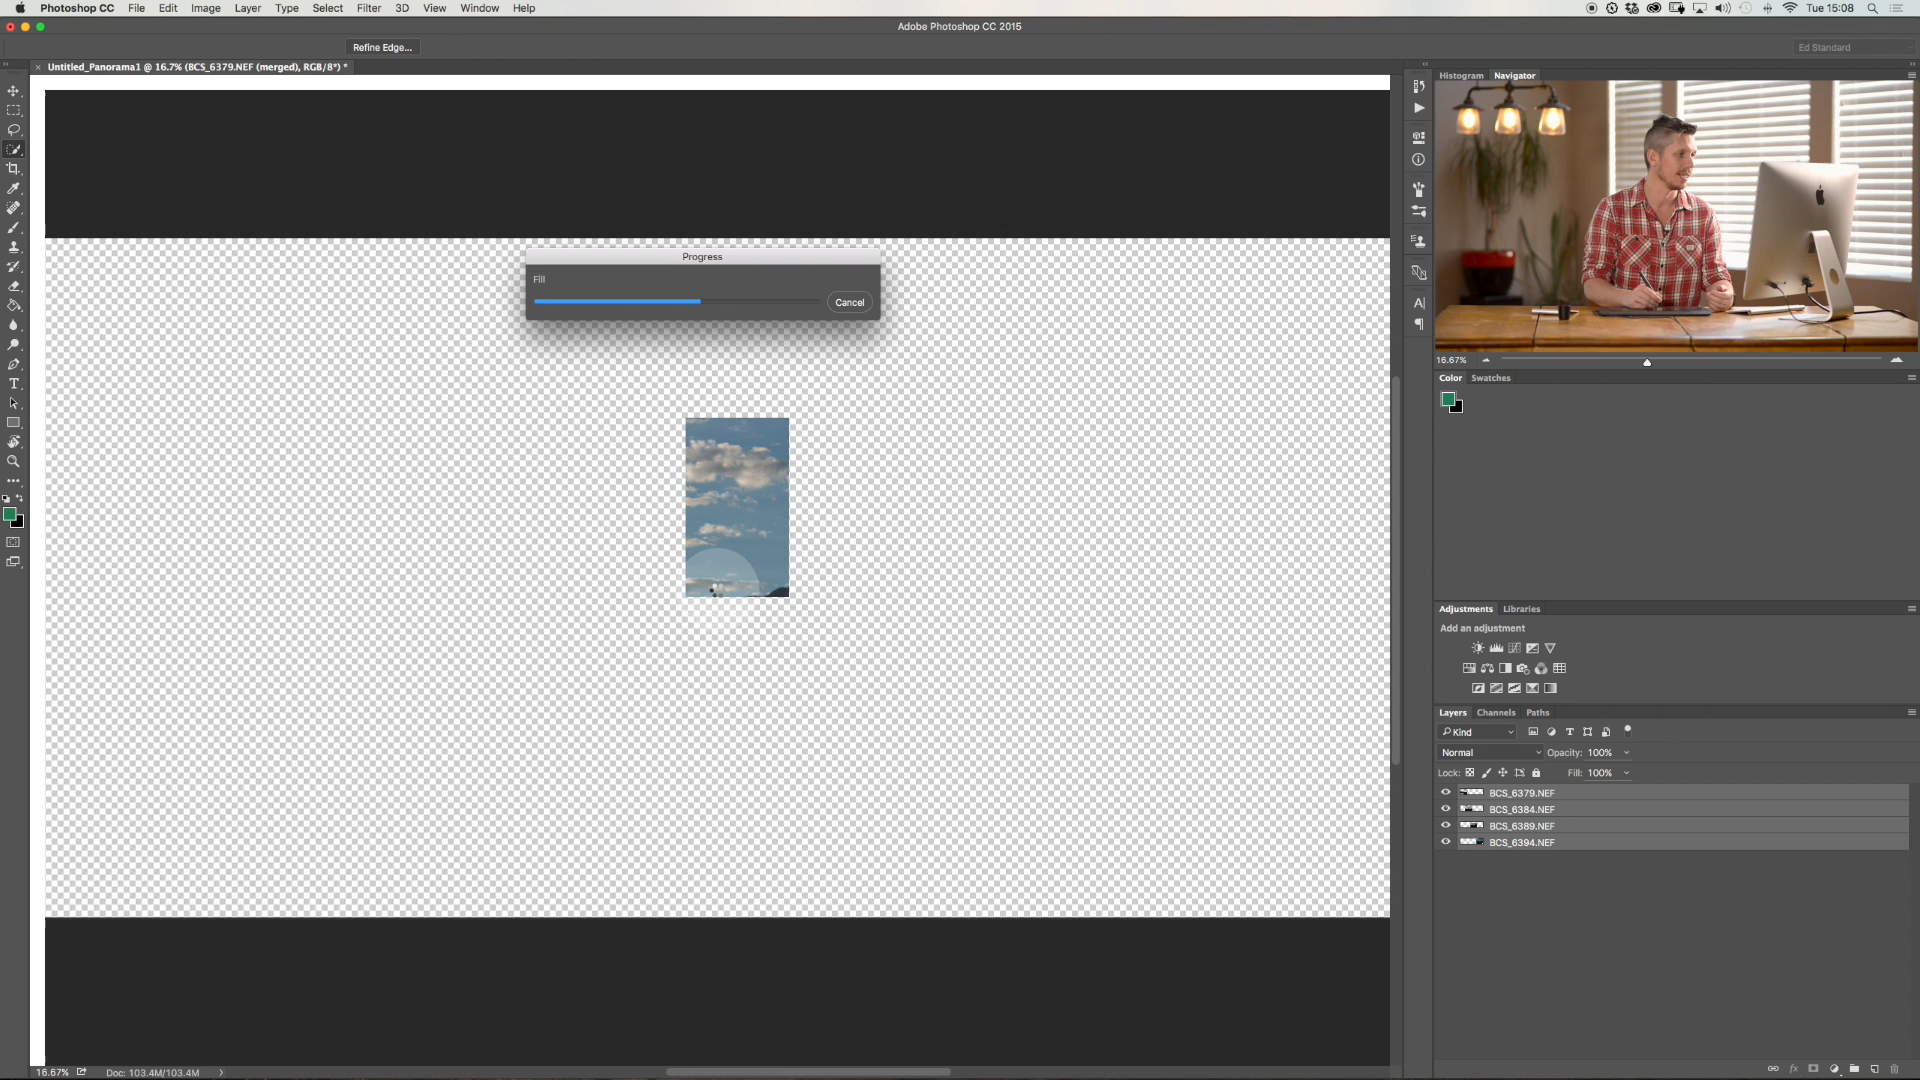 Photoshop CC File Edit Image Layer Type Select Filter 3D View Window Help Tue 15:08
Adobe Photoshop CC 2015
Refine Edge... Ed Standard
Untitled_Panorama1 @ 16.7% (BCS_6379.NEF (merged), RGB/8*) *
Histogram Navigator
Progress
Fill
Cancel
16.67%
Color Swatches
Adjustments Libraries
Add an adjustment
Layers Channels Paths
Kind
Normal Opacity: 100%
Lock: Fill: 100%
BCS_6379.NEF
BCS_6384.NEF
BCS_6389.NEF
BCS_6394.NEF
16.67% Doc: 103.4M/103.4M